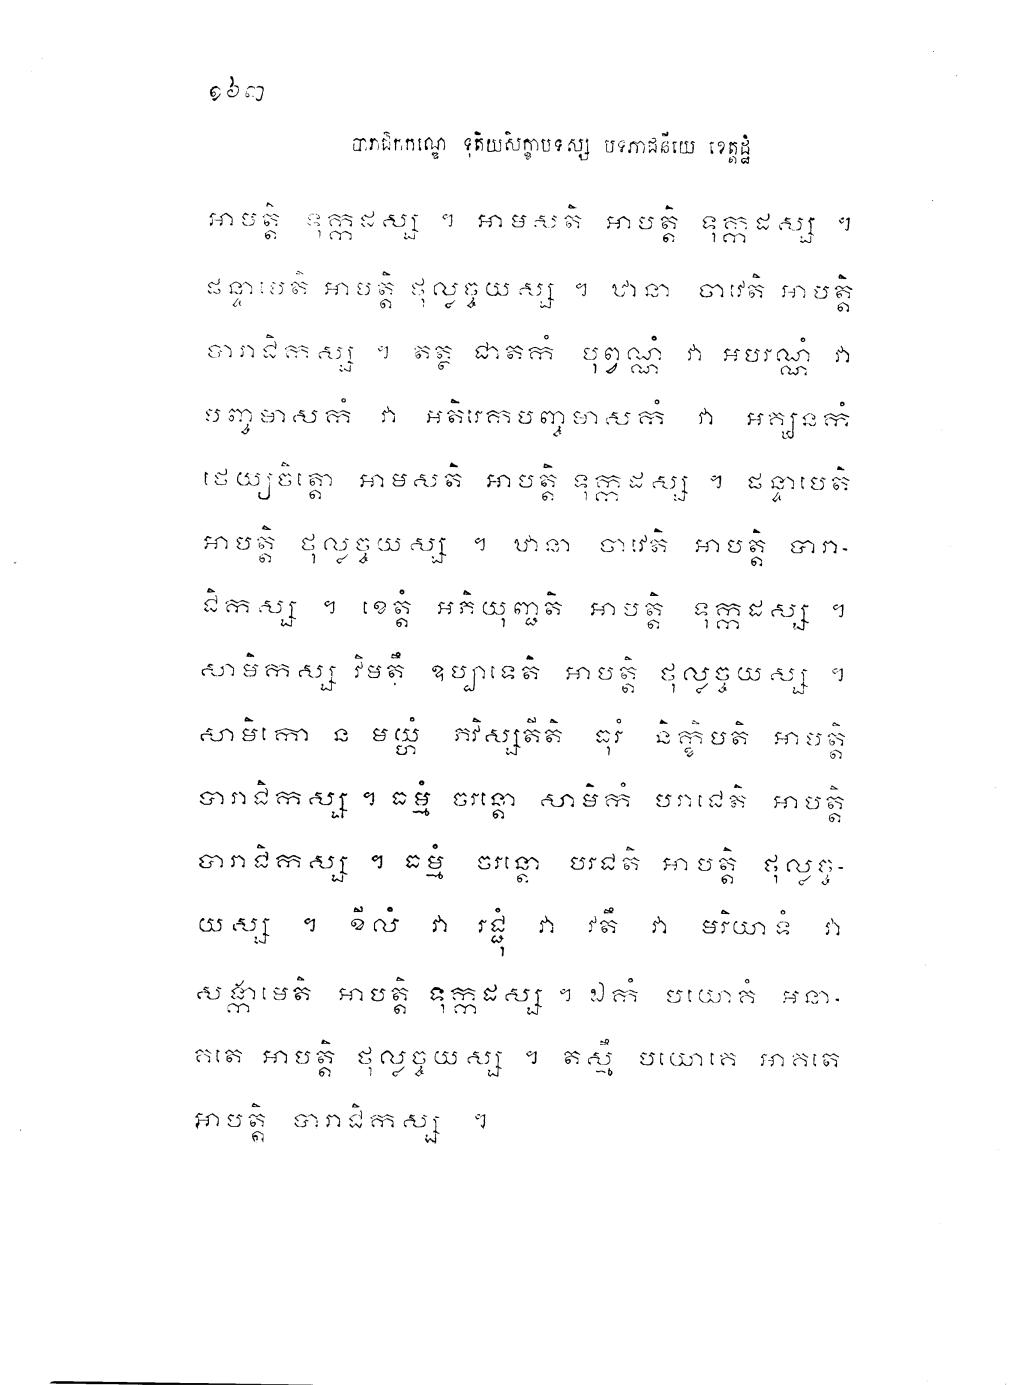 ១៦៣
បារាជិកកណ្ឌេ ទុតិយសិក្ខាបទស្ស បទភាជនីយេ ខេត្តដ្ឋំ
អាបត្តិ ទុក្កដស្ស ។ អាមសតិ អាបត្តិ ទុក្កដស្ស ។
ផន្ទាបេតិ អាបត្តិ ថុល្លច្ចយស្ស ។ ឋានា ចាវេតិ អាបត្តិ
បារាជិកស្ស ។ តត្ថ ជាតកំ បុព្វណ្ណំ វា អបរណ្ណំ វា
បញ្ចមាសកំ វា អតិរេកបញ្ចមាសកំ វា អគ្ឃនកំ
ថេយ្យចិត្តោ អាមសតិ អាបត្តិ ទុក្កដស្ស ។ ផន្ទាបេតិ
អាបត្តិ ថុល្លច្ចយស្ស ។ ឋានា ចាវេតិ អាបត្តិ បារា-
ជិកស្ស ។ ខេត្តំ អភិយុញ្ជតិ អាបត្តិ ទុក្កដស្ស ។
សាមិកស្ស វិមតឹ ឧប្បាទេតិ អាបត្តិ ថុល្លច្ចយស្ស ។
សាមិកោ ន មយ្ហំ ភវិស្សតីតិ ធុរំ និក្ខិបតិ អាបត្តិ
បារាជិកស្ស ។ ធម្មំ ចរន្តោ សាមិកំ បរាជេតិ អាបត្តិ
បារាជិកស្ស ។ ធម្មំ ចរន្តោ បរជតិ អាបត្តិ ថុល្លច្ច-
យស្ស ។ ខីលំ វា រជ្ជុំ វា វតឹ វា មរិយាទំ វា
សង្កាមេតិ អាបត្តិ ទុក្កដស្ស ។ ឯកំ បយោគំ អនា-
គតេ អាបត្តិ ថុល្លច្ចយស្ស ។ តស្មឹ បយោគេ អាគតេ
អាបត្តិ បារាជិកស្ស ។